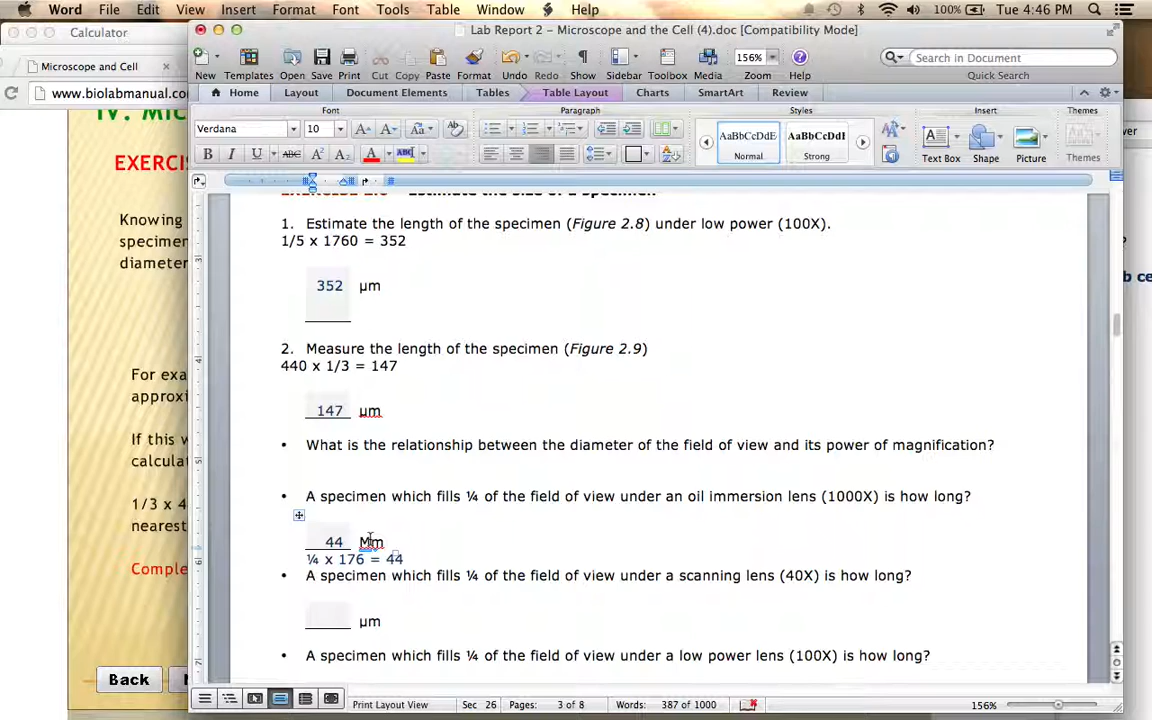 Word File Edit View Insert Format Font Tools Table Window Help 100% Tue 4:46 PM
Calculator
Lab Report 2 – Microscope and the Cell (4).doc [Compatibility Mode]
Microscope and Cell
156%
Search in Document
New Templates Open Save Print Cut Copy Paste Format Undo Redo Show Sidebar Toolbox Media Zoom Help Quick Search
www.biolabmanual.co
Home Layout Document Elements Tables Table Layout Charts SmartArt Review
Font Paragraph Styles Insert Themes
Verdana 10
AaBbCcDdE AaBbCcDdI
Normal Strong Text Box Shape Picture Themes
EXERCIS
Knowing
specimen
diameter
For exa
approxi
If this w
calculat
1/3 x 4
nearest
Comple
Back
Estimate the size of a specimen
1. Estimate the length of the specimen (Figure 2.8) under low power (100X).
1/5 x 1760 = 352
352 µm
2. Measure the length of the specimen (Figure 2.9)
440 x 1/3 = 147
147 µm
• What is the relationship between the diameter of the field of view and its power of magnification?
• A specimen which fills ¼ of the field of view under an oil immersion lens (1000X) is how long?
44 Mm
¼ x 176 = 44
• A specimen which fills ¼ of the field of view under a scanning lens (40X) is how long?
µm
• A specimen which fills ¼ of the field of view under a low power lens (100X) is how long?
Print Layout View Sec 26 Pages: 3 of 8 Words: 387 of 1000 156%